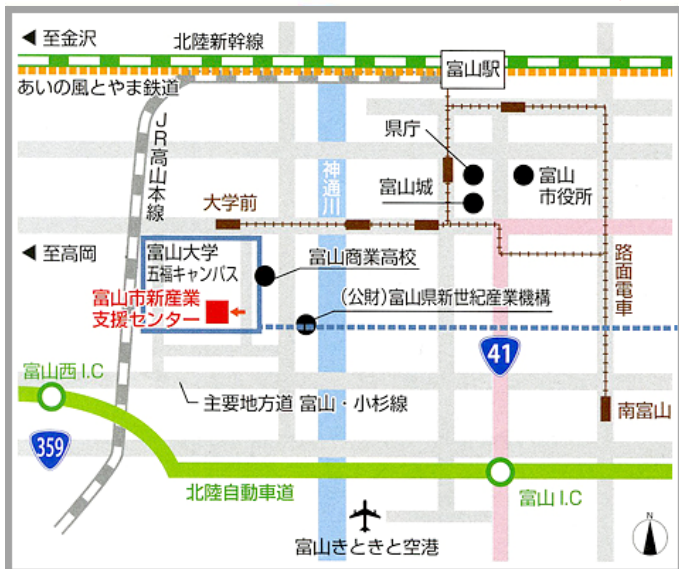 ◀ 至金沢
北陸新幹線
富山駅
あいの風とやま鉄道
JR高山本線
県庁
神通川
富山城
富山
市役所
大学前
◀ 至高岡
富山大学
五福キャンパス
富山商業高校
路面電車
富山市新産業
支援センター
(公財)富山県新世紀産業機構
41
富山西I.C
主要地方道 富山・小杉線
南富山
359
北陸自動車道
富山I.C
富山きときと空港
N